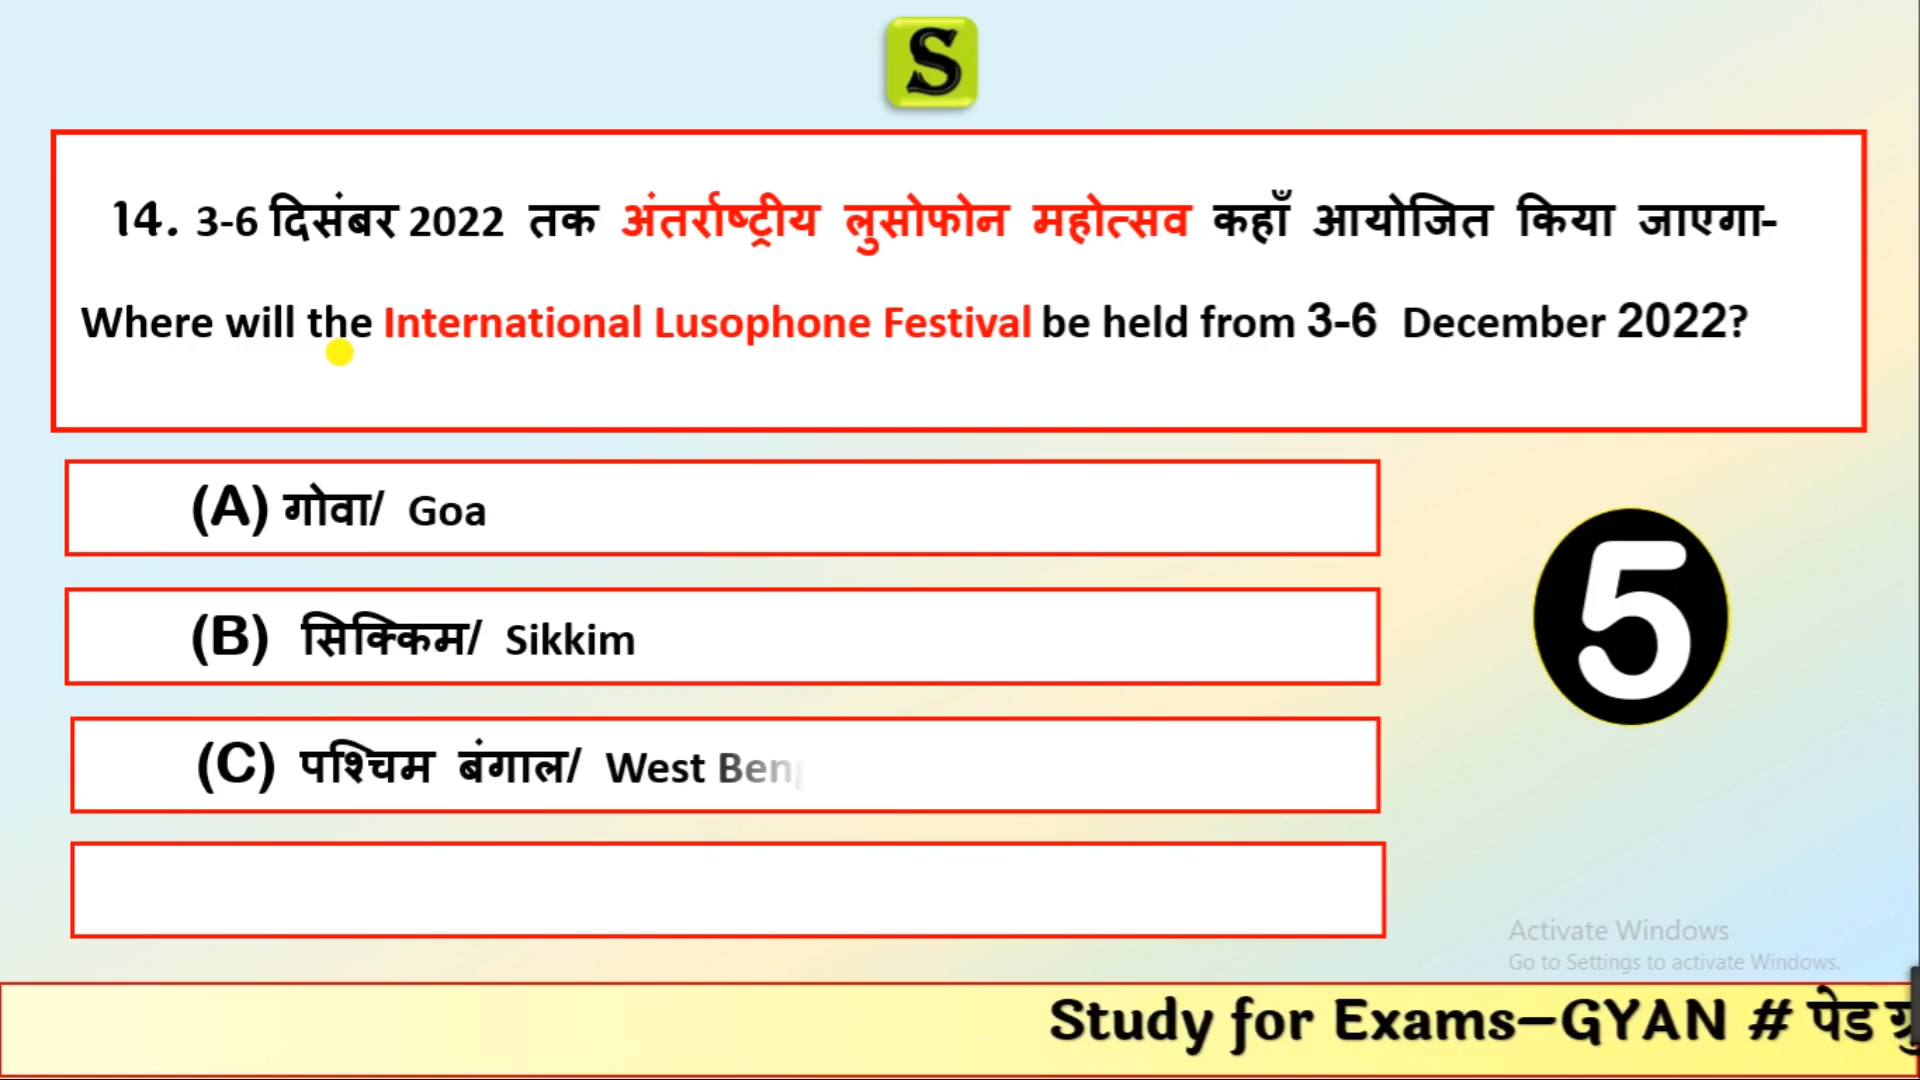 S
14. 3-6 दिसंबर 2022 तक अंतर्राष्ट्रीय लुसोफोन महोत्सव कहाँ आयोजित किया जाएगा-
Where will the International Lusophone Festival be held from 3-6 December 2022?
(A) गोवा/ Goa
(B) सिक्किम/ Sikkim
5
(C) पश्चिम बंगाल/ West Ben
Activate Windows
Go to Settings to activate Windows.
Study for Exams–GYAN # पेड